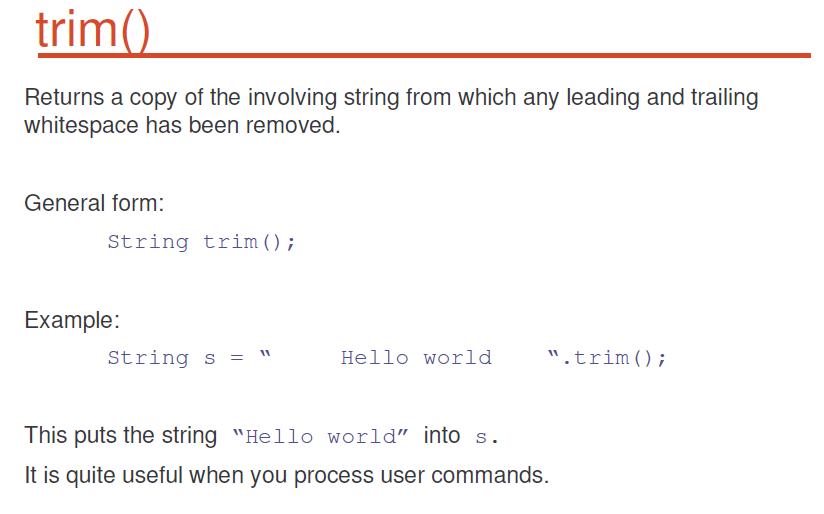 trim()
Returns a copy of the involving string from which any leading and trailing
whitespace has been removed.
General form:
String trim();
Example:
String s = “     Hello world    “.trim();
This puts the string “Hello world” into s.
It is quite useful when you process user commands.